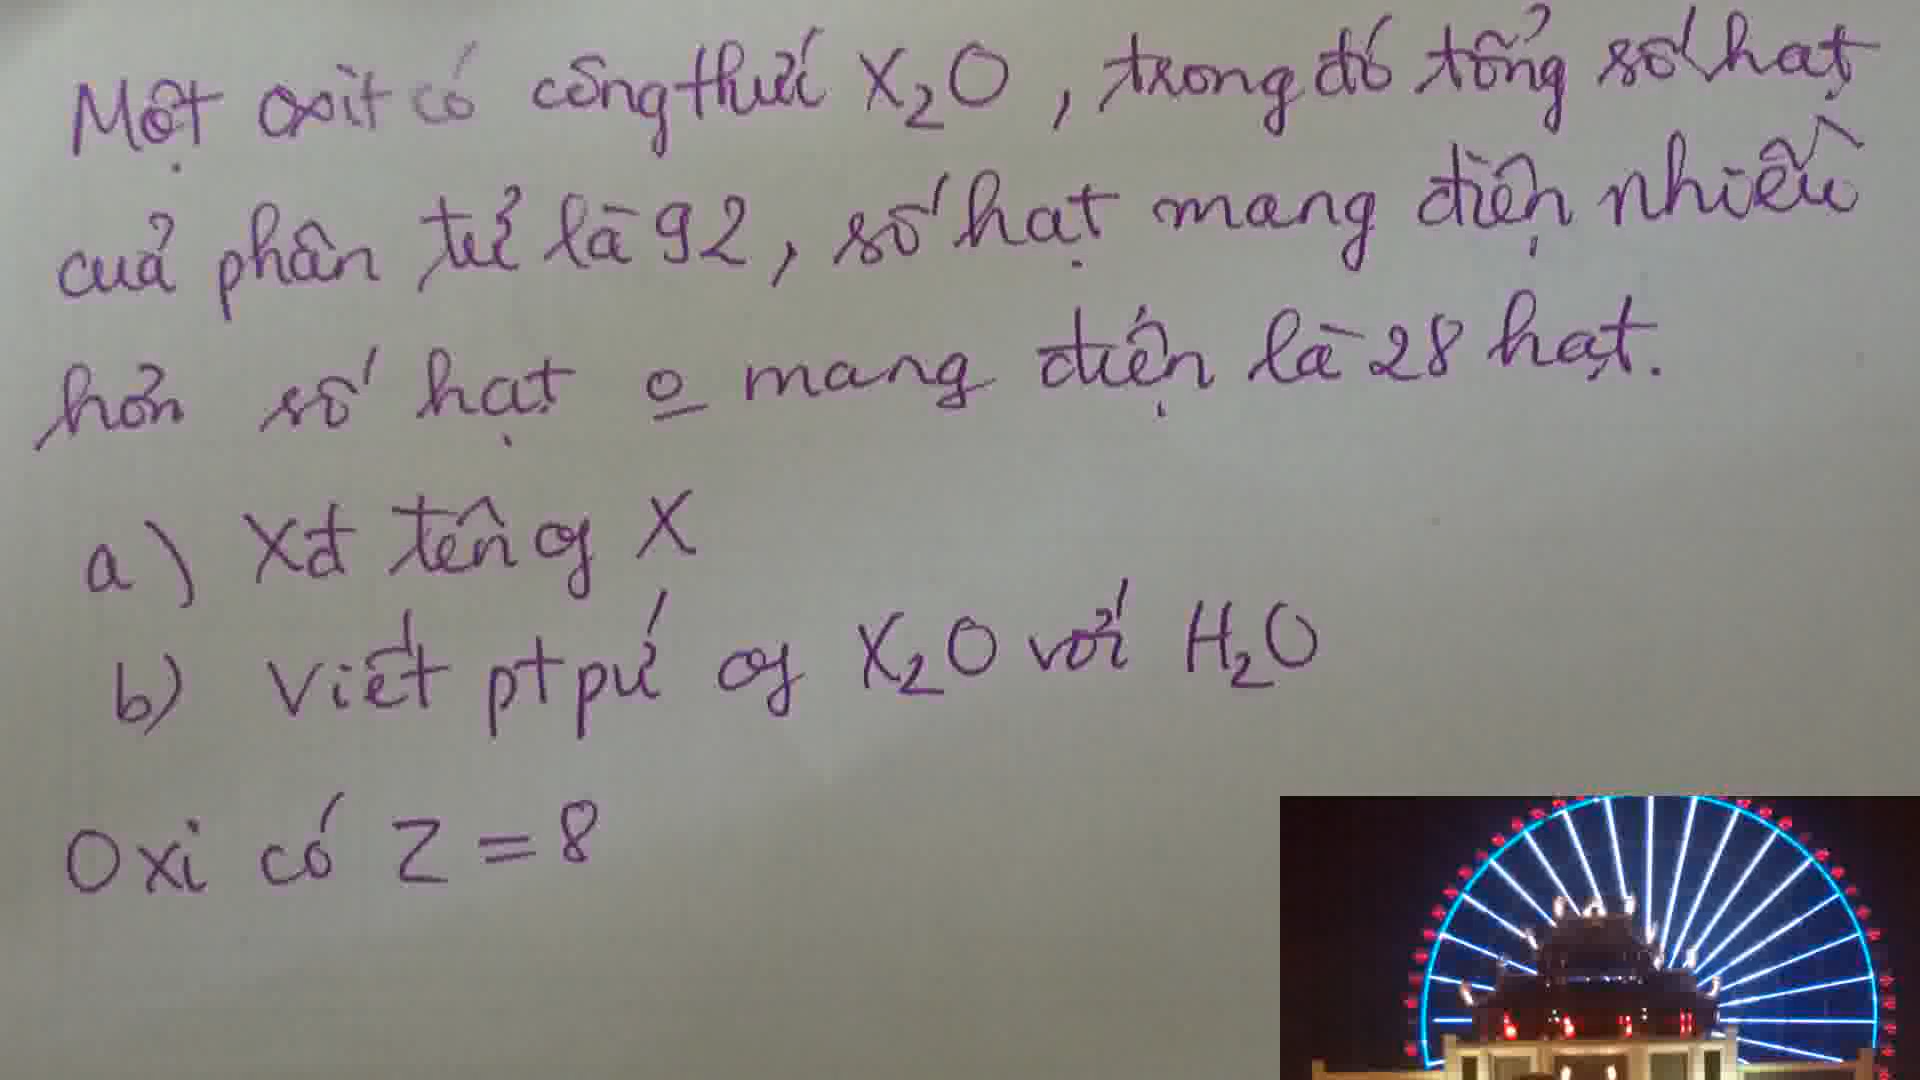 Một oxit có công thức X₂O, trong đó tổng số hạt
của phân tử là 92, số hạt mang điện nhiều
hơn số hạt o mang điện là 28 hạt.
a) Xđ tên of X
b) Viết pt pứ of X₂O với H₂O
Oxi có Z = 8